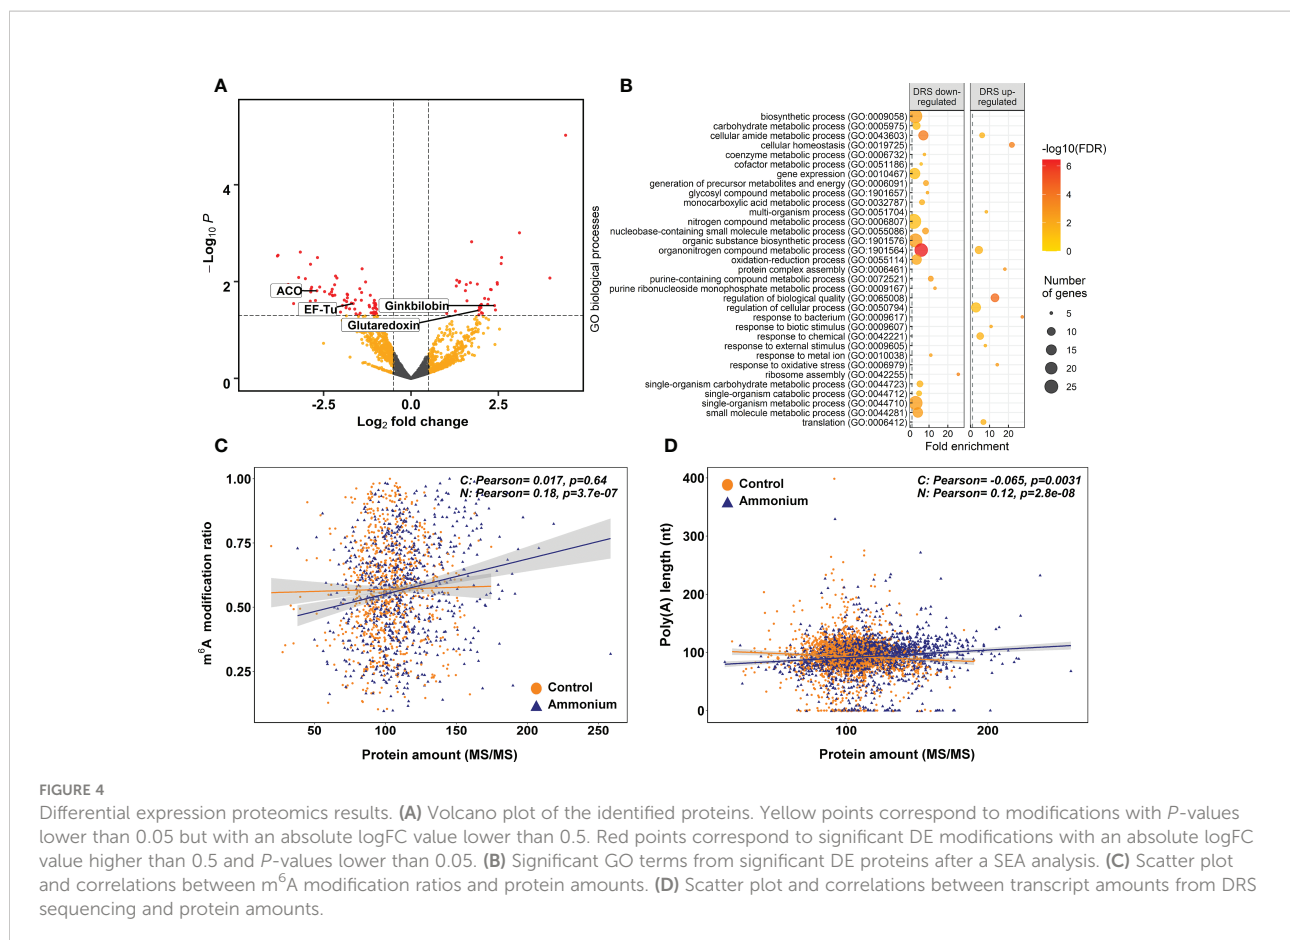 A
−Log10 P
4
2
0
ACO
EF-Tu
Ginkbilobin
Glutaredoxin
-2.5
0.0
2.5
Log2 fold change
B
GO biological processes
DRS down-
regulated
DRS up-
regulated
biosynthetic process (GO:0009058)
carbohydrate metabolic process (GO:0005975)
cellular amide metabolic process (GO:0043603)
cellular homeostasis (GO:0019725)
coenzyme metabolic process (GO:0006732)
cofactor metabolic process (GO:0051186)
gene expression (GO:0010467)
generation of precursor metabolites and energy (GO:0006091)
glycosyl compound metabolic process (GO:1901657)
monocarboxylic acid metabolic process (GO:0032787)
multi-organism process (GO:0051704)
nitrogen compound metabolic process (GO:0006807)
nucleobase-containing small molecule metabolic process (GO:0055086)
organic substance biosynthetic process (GO:1901576)
organonitrogen compound metabolic process (GO:1901564)
oxidation-reduction process (GO:0055114)
protein complex assembly (GO:0006461)
purine-containing compound metabolic process (GO:0072521)
purine ribonucleoside monophosphate metabolic process (GO:0009167)
regulation of biological quality (GO:0065008)
regulation of cellular process (GO:0050794)
response to bacterium (GO:0009617)
response to biotic stimulus (GO:0009607)
response to chemical (GO:0042221)
response to external stimulus (GO:0009605)
response to metal ion (GO:0010038)
response to oxidative stress (GO:0006979)
ribosome assembly (GO:0042255)
single-organism carbohydrate metabolic process (GO:0044723)
single-organism catabolic process (GO:0044712)
single-organism metabolic process (GO:0044710)
small molecule metabolic process (GO:0044281)
translation (GO:0006412)
0 10 20
0 10 20
Fold enrichment
-log10(FDR)
6
4
2
0
Number
of genes
5
10
15
20
25
C
m6A modification ratio
1.00
0.75
0.50
0.25
C: Pearson= 0.017, p=0.64
N: Pearson= 0.18, p=3.7e-07
Control
Ammonium
50 100 150 200 250
Protein amount (MS/MS)
D
Poly(A) length (nt)
400
300
200
100
0
Control
Ammonium
C: Pearson= -0.065, p=0.0031
N: Pearson= 0.12, p=2.8e-08
100 200
Protein amount (MS/MS)
FIGURE 4
Differential expression proteomics results. (A) Volcano plot of the identified proteins. Yellow points correspond to modifications with P-values
lower than 0.05 but with an absolute logFC value lower than 0.5. Red points correspond to significant DE modifications with an absolute logFC
value higher than 0.5 and P-values lower than 0.05. (B) Significant GO terms from significant DE proteins after a SEA analysis. (C) Scatter plot
and correlations between m6A modification ratios and protein amounts. (D) Scatter plot and correlations between transcript amounts from DRS
sequencing and protein amounts.